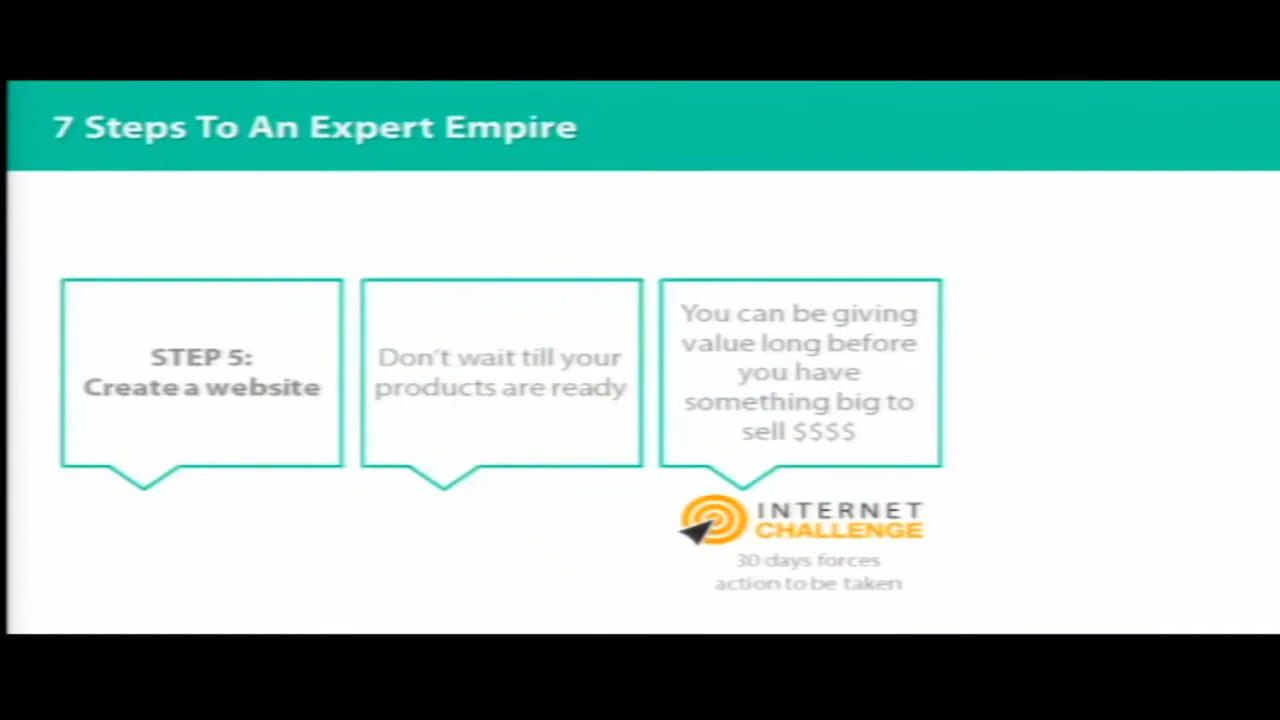 7 Steps To An Expert Empire
STEP 5:
Create a website
Don't wait till your
products are ready
You can be giving
value long before
you have
something big to
sell $$$$
INTERNET
CHALLENGE
30 days forces
action to be taken